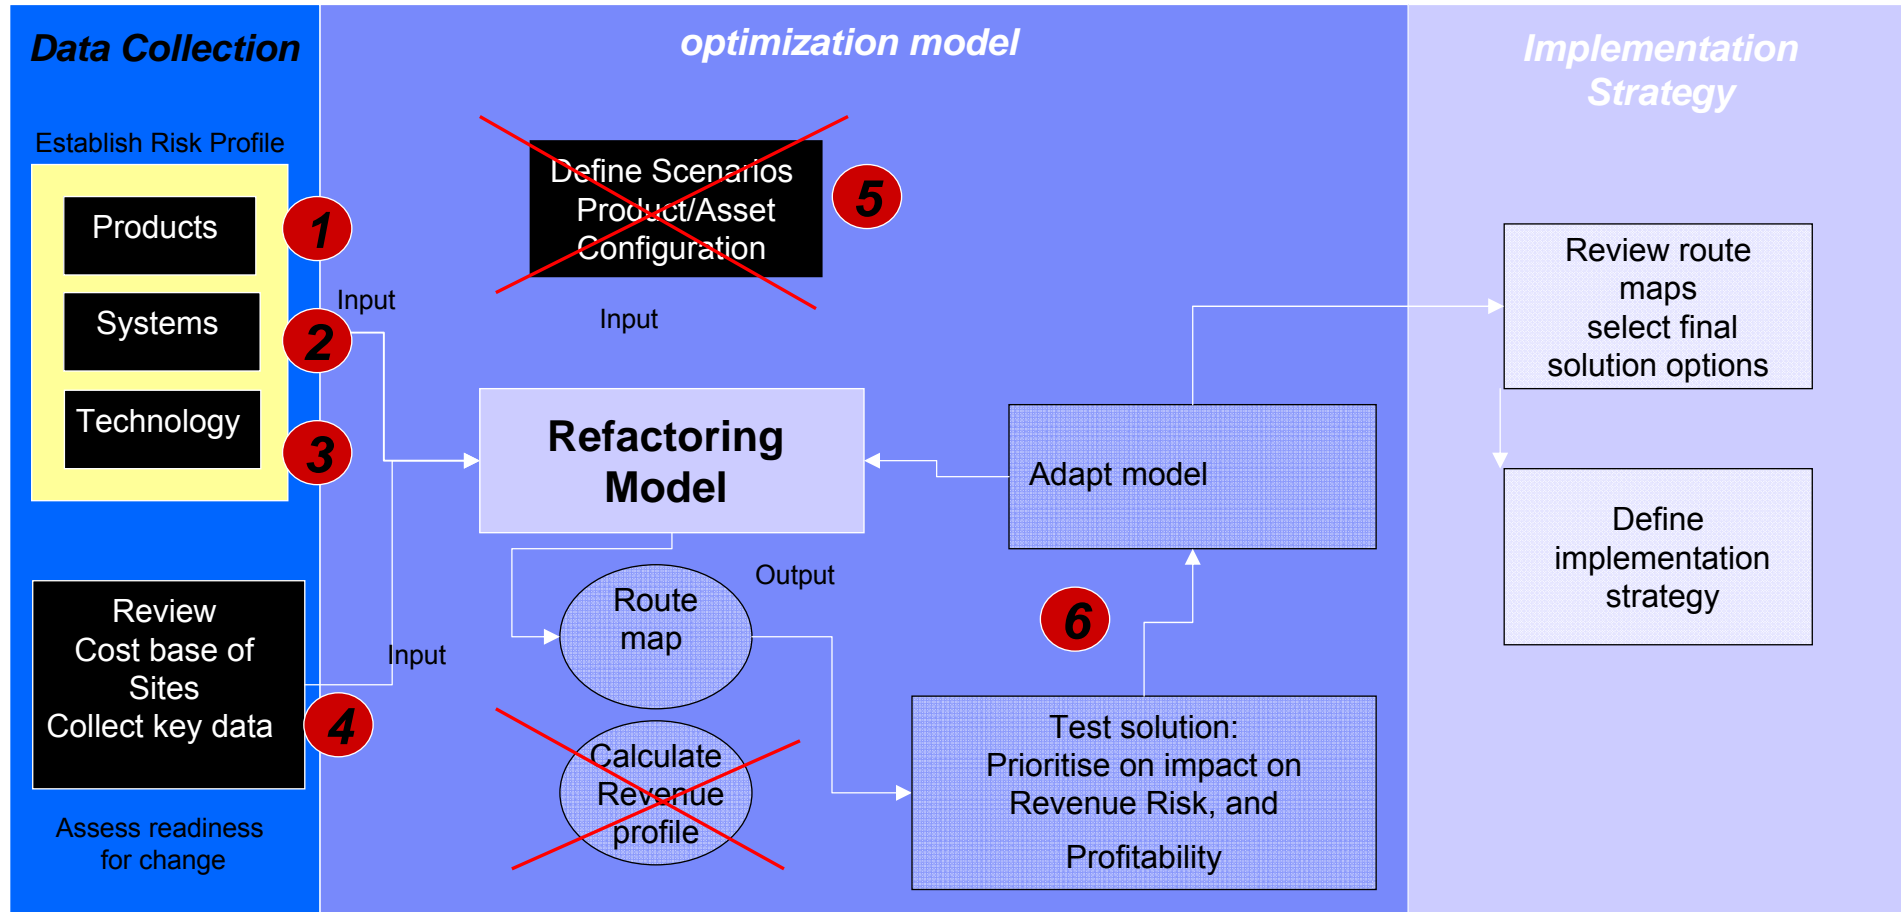 Data Collection
Establish Risk Profile
Products
1
Systems
2
Technology
3
Input
Review
Cost base of
Sites
Collect key data
4
Input
Assess readiness
for change
optimization model
Define Scenarios
Product/Asset
Configuration
5
Input
Refactoring
Model
Adapt model
Output
Route
map
6
Calculate
Revenue
profile
Test solution:
Prioritise on impact on
Revenue Risk, and
Profitability
Implementation
Strategy
Review route
maps
select final
solution options
Define
implementation
strategy